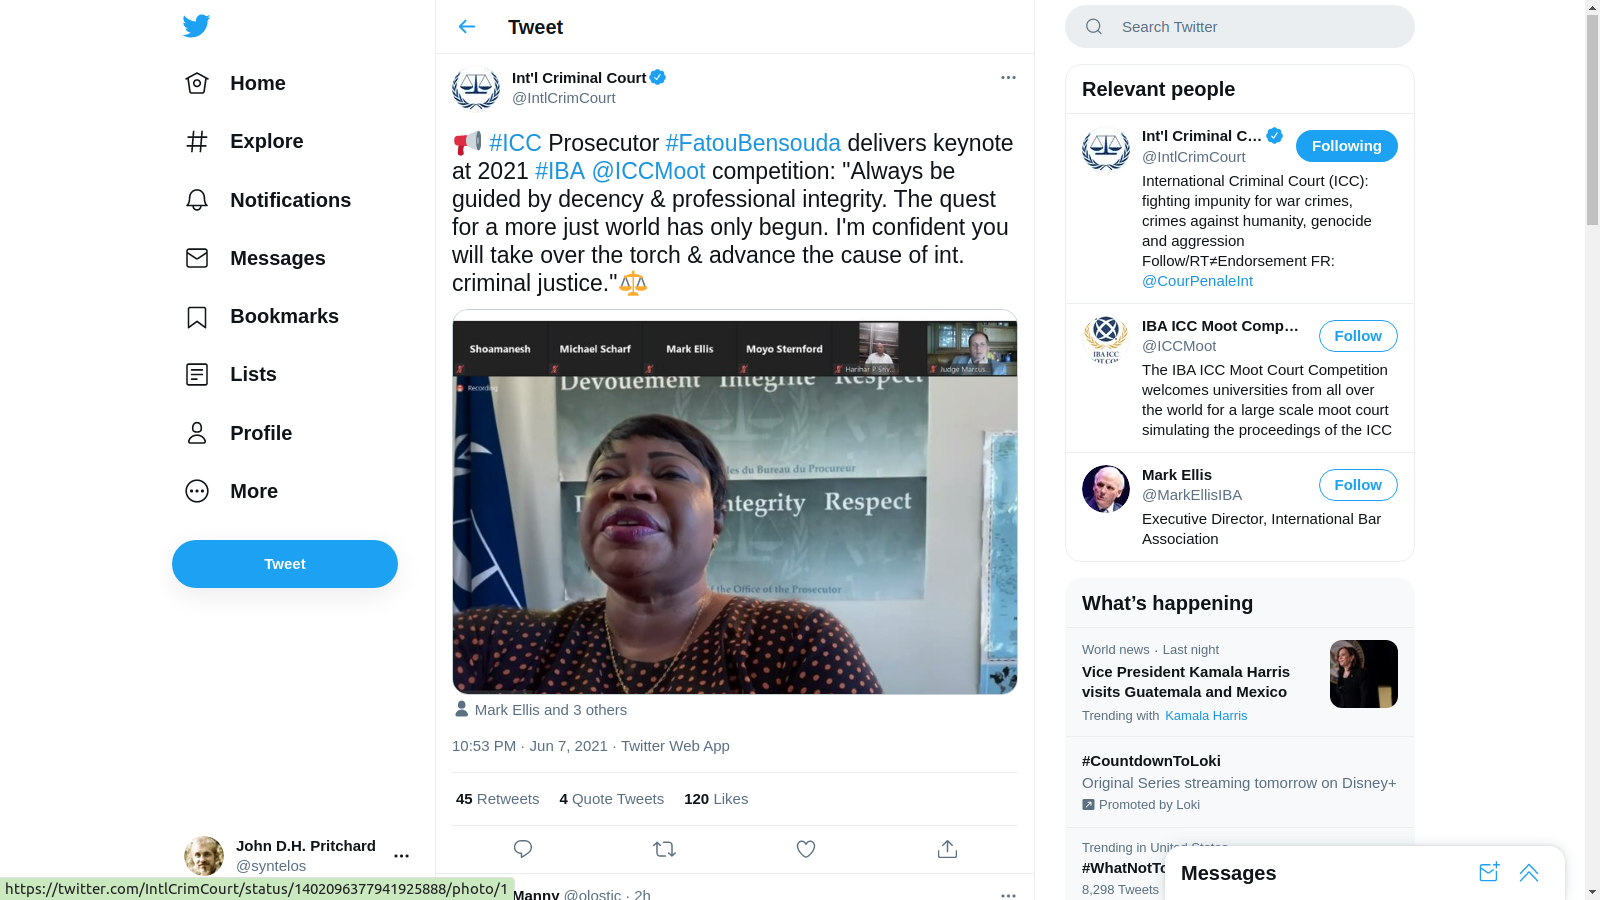 Home
Explore
Notifications
Messages
Bookmarks
Lists
Profile
More
Tweet
John D.H. Pritchard
@syntelos
https://twitter.com/IntlCrimCourt/status/1402096377941925888/photo/1
Tweet
Int'l Criminal Court
@IntlCrimCourt
#ICC Prosecutor #FatouBensouda delivers keynote
at 2021 #IBA @ICCMoot competition: "Always be
guided by decency & professional integrity. The quest
for a more just world has only begun. I'm confident you
will take over the torch & advance the cause of int.
criminal justice."
Shoamanesh
Michael Scharf
Mark Ellis
Moyo Sternford
Harihar P Sriv...
Judge Marcus...
Recording
Devouement Integrite Respect
les du Bureau du Procureur
ntegrity Respect
the Office of the Prosecutor
Mark Ellis and 3 others
10:53 PM · Jun 7, 2021 · Twitter Web App
45 Retweets 4 Quote Tweets 120 Likes
Manny @olostic · 2h
Search Twitter
Relevant people
Int'l Criminal C...
@IntlCrimCourt
Following
International Criminal Court (ICC):
fighting impunity for war crimes,
crimes against humanity, genocide
and aggression
Follow/RT≠Endorsement FR:
@CourPenaleInt
IBA ICC
IBA ICC Moot Comp...
@ICCMoot
Follow
The IBA ICC Moot Court Competition
welcomes universities from all over
the world for a large scale moot court
simulating the proceedings of the ICC
Mark Ellis
@MarkEllisIBA
Follow
Executive Director, International Bar
Association
What's happening
World news · Last night
Vice President Kamala Harris
visits Guatemala and Mexico
Trending with Kamala Harris
#CountdownToLoki
Original Series streaming tomorrow on Disney+
Promoted by Loki
Trending in United States
#WhatNotTo
8,298 Tweets
Messages